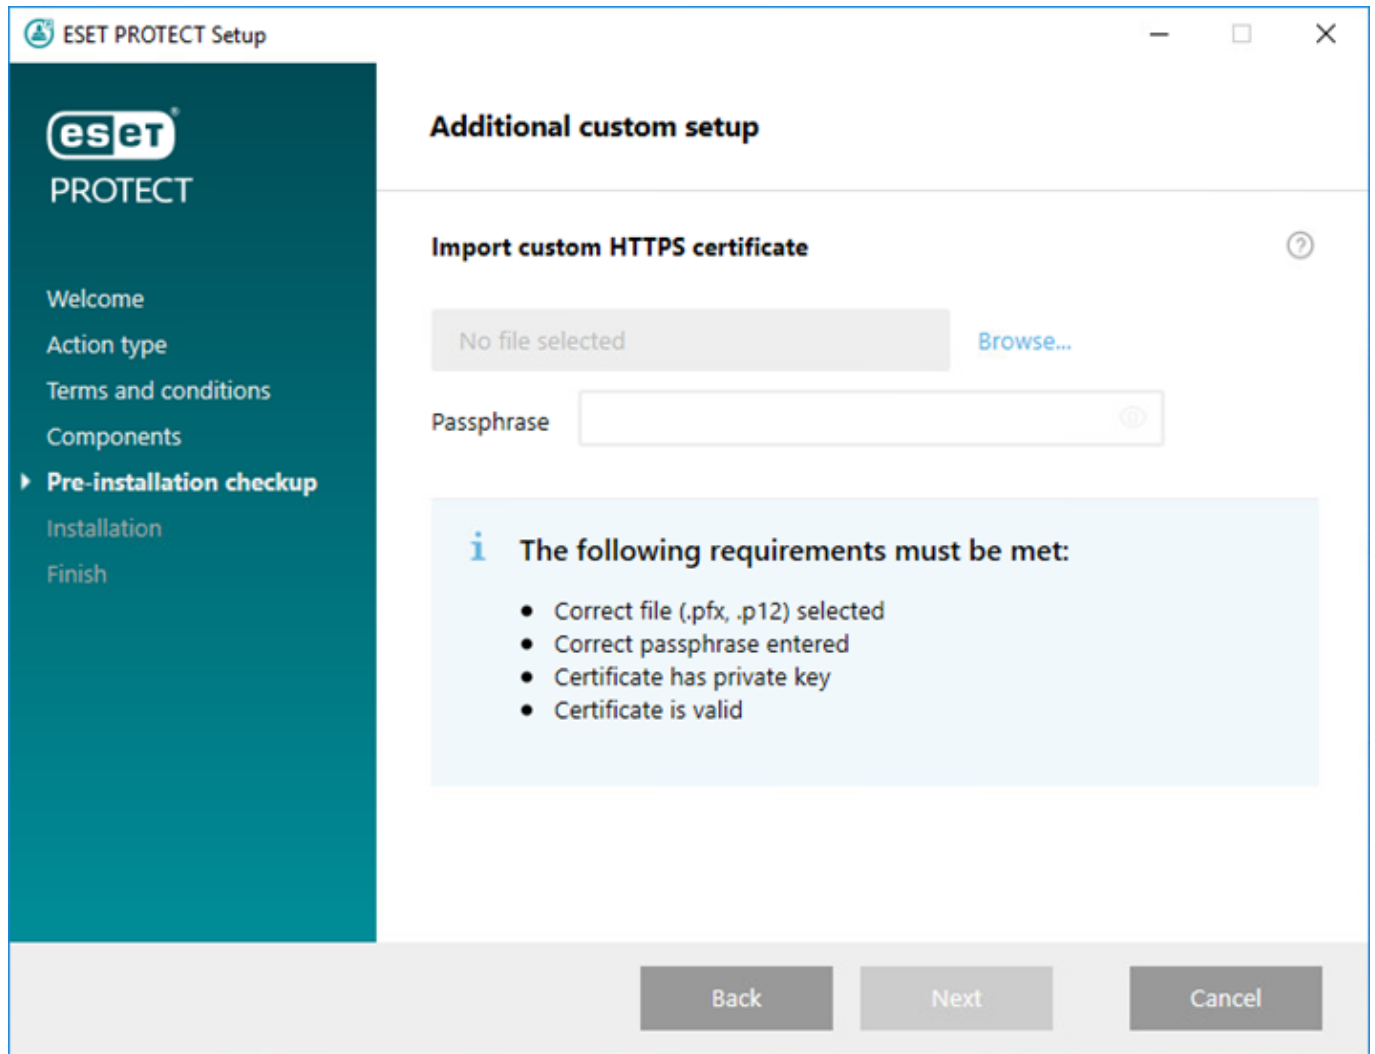 ESET PROTECT Setup
eseT®
PROTECT
Welcome
Action type
Terms and conditions
Components
Pre-installation checkup
Installation
Finish
Additional custom setup
Import custom HTTPS certificate
?
No file selected
Browse...
Passphrase
i The following requirements must be met:
• Correct file (.pfx, .p12) selected
• Correct passphrase entered
• Certificate has private key
• Certificate is valid
Back
Next
Cancel